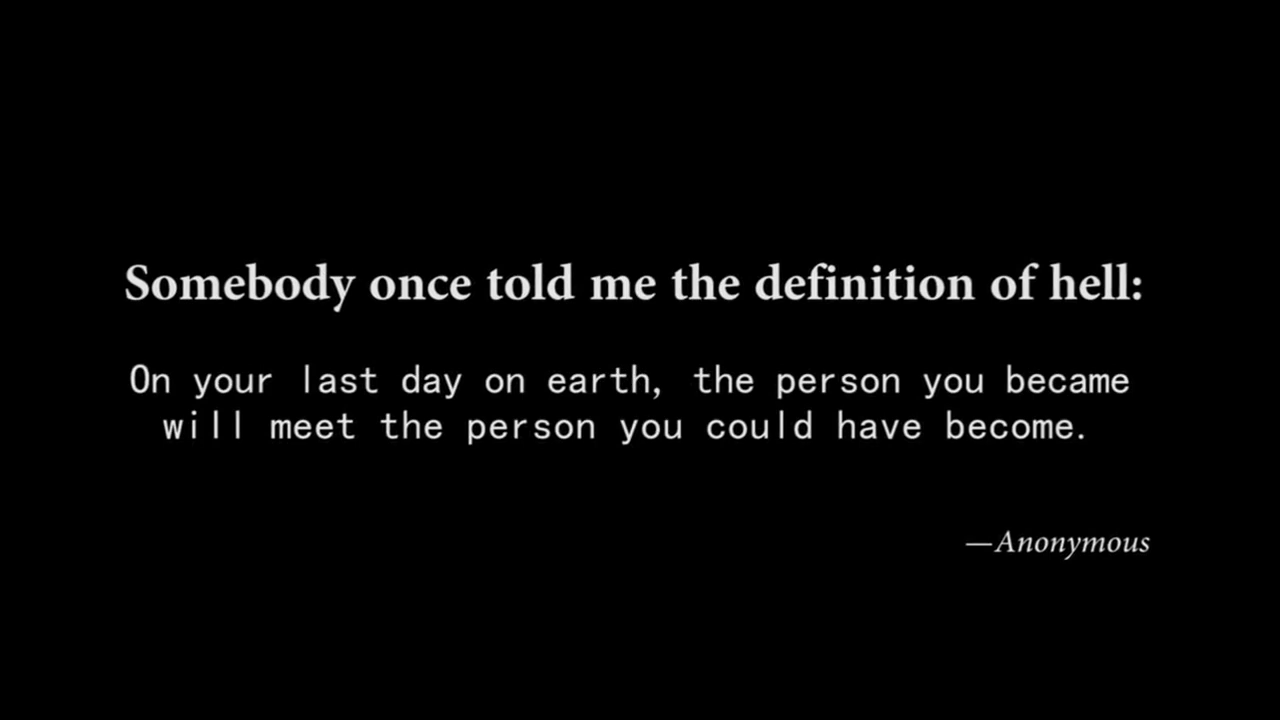 Somebody once told me the definition of hell:
On your last day on earth, the person you became
will meet the person you could have become.
—Anonymous